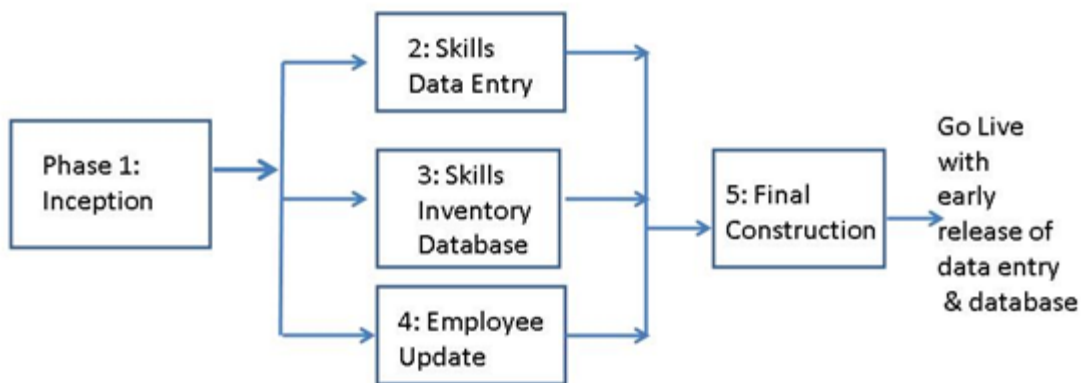 Phase 1:
Inception
2: Skills
Data Entry
3: Skills
Inventory
Database
4: Employee
Update
5: Final
Construction
Go Live
with
early
release of
data entry
& database